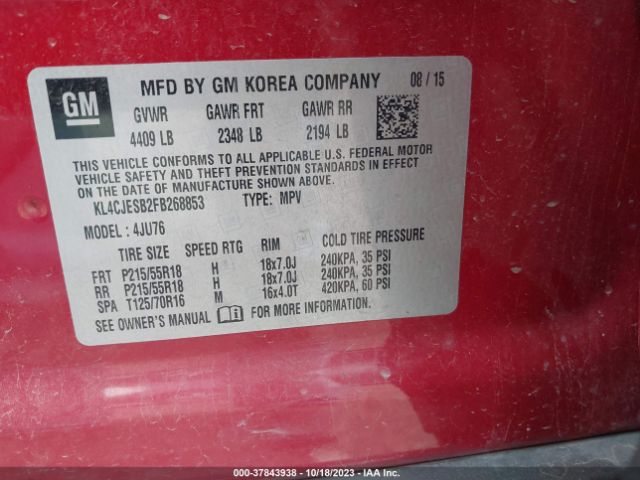 GM
MFD BY GM KOREA COMPANY 08 / 15
GVWR GAWR FRT GAWR RR
4409 LB 2348 LB 2194 LB
THIS VEHICLE CONFORMS TO ALL APPLICABLE U.S. FEDERAL MOTOR
VEHICLE SAFETY AND THEFT PREVENTION STANDARDS IN EFFECT
ON THE DATE OF MANUFACTURE SHOWN ABOVE.
KL4CJESB2FB268853 TYPE: MPV
MODEL : 4JU76
TIRE SIZE SPEED RTG RIM COLD TIRE PRESSURE
FRT P215/55R18 H 18x7.0J 240KPA, 35 PSI
RR P215/55R18 H 18x7.0J 240KPA, 35 PSI
SPA T125/70R16 M 16x4.0T 420KPA, 60 PSI
SEE OWNER'S MANUAL i FOR MORE INFORMATION.
000-37843938 - 10/18/2023 - IAA Inc.